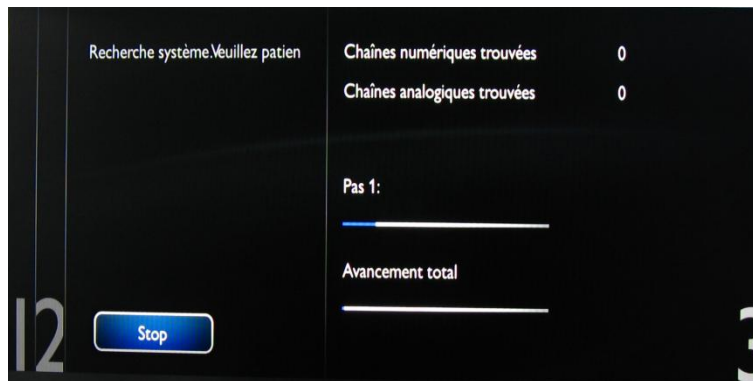 Recherche système.Veuillez patien
Chaînes numériques trouvées 0
Chaînes analogiques trouvées 0
Pas 1:
Avancement total
12
Stop
3